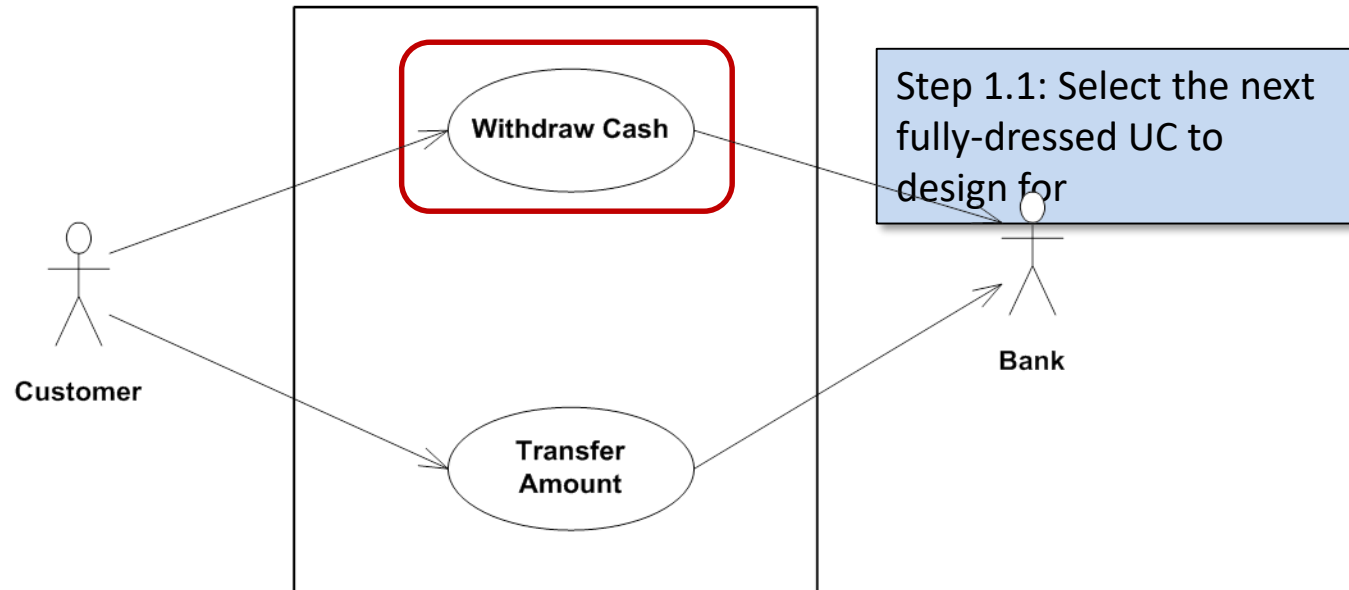 Withdraw Cash
Step 1.1: Select the next
fully-dressed UC to
design for
Customer
Bank
Transfer
Amount